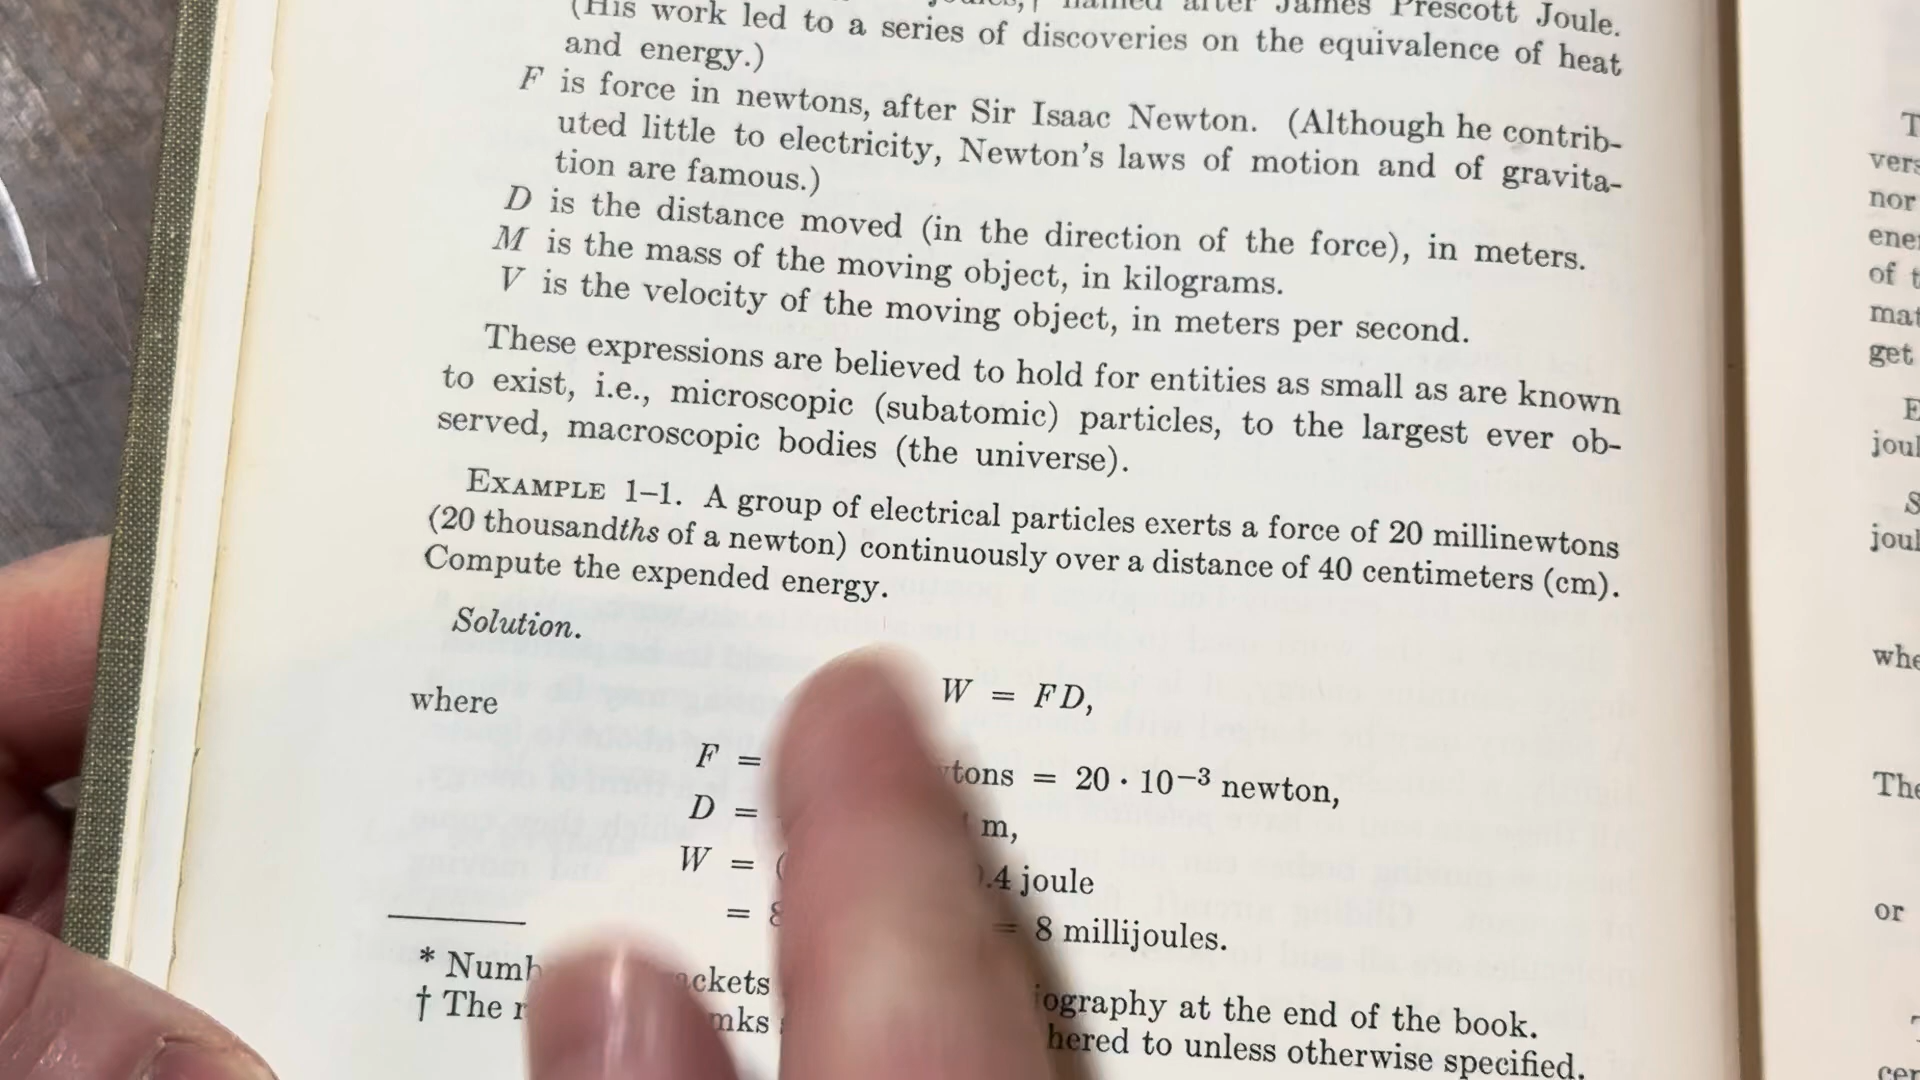 named after James Prescott Joule.
(His work led to a series of discoveries on the equivalence of heat
and energy.)
F is force in newtons, after Sir Isaac Newton. (Although he contrib-
uted little to electricity, Newton's laws of motion and of gravita-
tion are famous.)
D is the distance moved (in the direction of the force), in meters.
M is the mass of the moving object, in kilograms.
V is the velocity of the moving object, in meters per second.
These expressions are believed to hold for entities as small as are known
to exist, i.e., microscopic (subatomic) particles, to the largest ever ob-
served, macroscopic bodies (the universe).
EXAMPLE 1–1. A group of electrical particles exerts a force of 20 millinewtons
(20 thousandths of a newton) continuously over a distance of 40 centimeters (cm).
Compute the expended energy.
Solution.
W = FD,
where
F = tons = 20 · 10⁻³ newton,
D = m,
W = ( .4 joule
= 8 = 8 millijoules.
* Numb ackets iography at the end of the book.
† The mks hered to unless otherwise specified.
T
vers
nor
ener
of t
mat
get
E
joul
S
joul
whe
The
or
T
cen